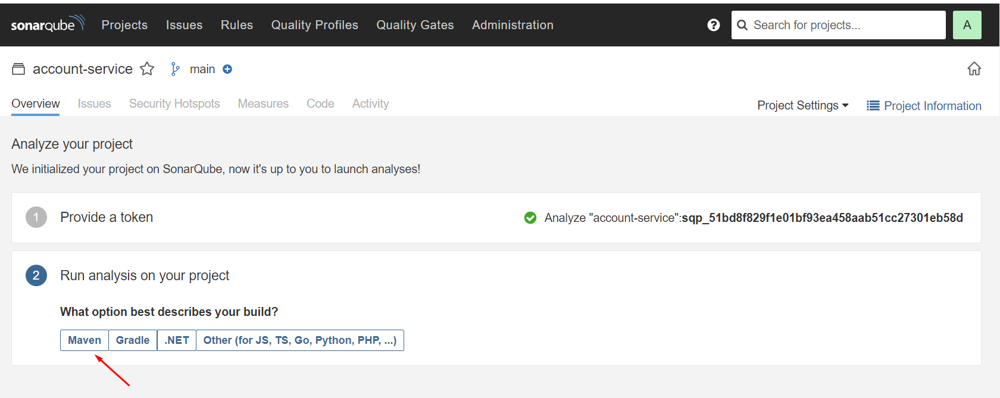 sonarqube Projects Issues Rules Quality Profiles Quality Gates Administration ? Search for projects... A
account-service main
Overview Issues Security Hotspots Measures Code Activity Project Settings Project Information
Analyze your project
We initialized your project on SonarQube, now it's up to you to launch analyses!
1 Provide a token Analyze "account-service":sqp_51bd8f829f1e01bf93ea458aab51cc27301eb58d
2 Run analysis on your project
What option best describes your build?
Maven Gradle .NET Other (for JS, TS, Go, Python, PHP, ...)